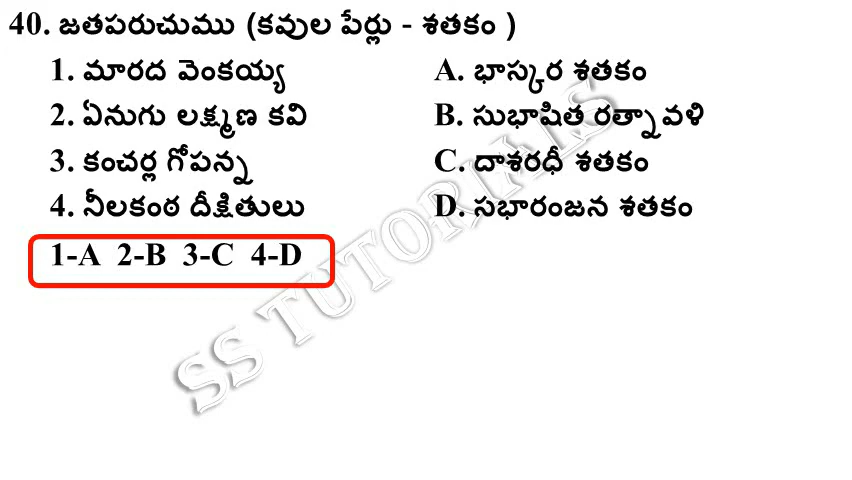 40. జతపరుచుము (కవుల పేర్లు - శతకం )
1. మారద వెంకయ్య A. భాస్కర శతకం
2. ఏనుగు లక్ష్మణ కవి B. సుభాషిత రత్నావళి
3. కంచర్ల గోపన్న C. దాశరధీ శతకం
4. నీలకంఠ దీక్షితులు D. సభారంజన శతకం
1-A 2-B 3-C 4-D
SS TUTORIALS